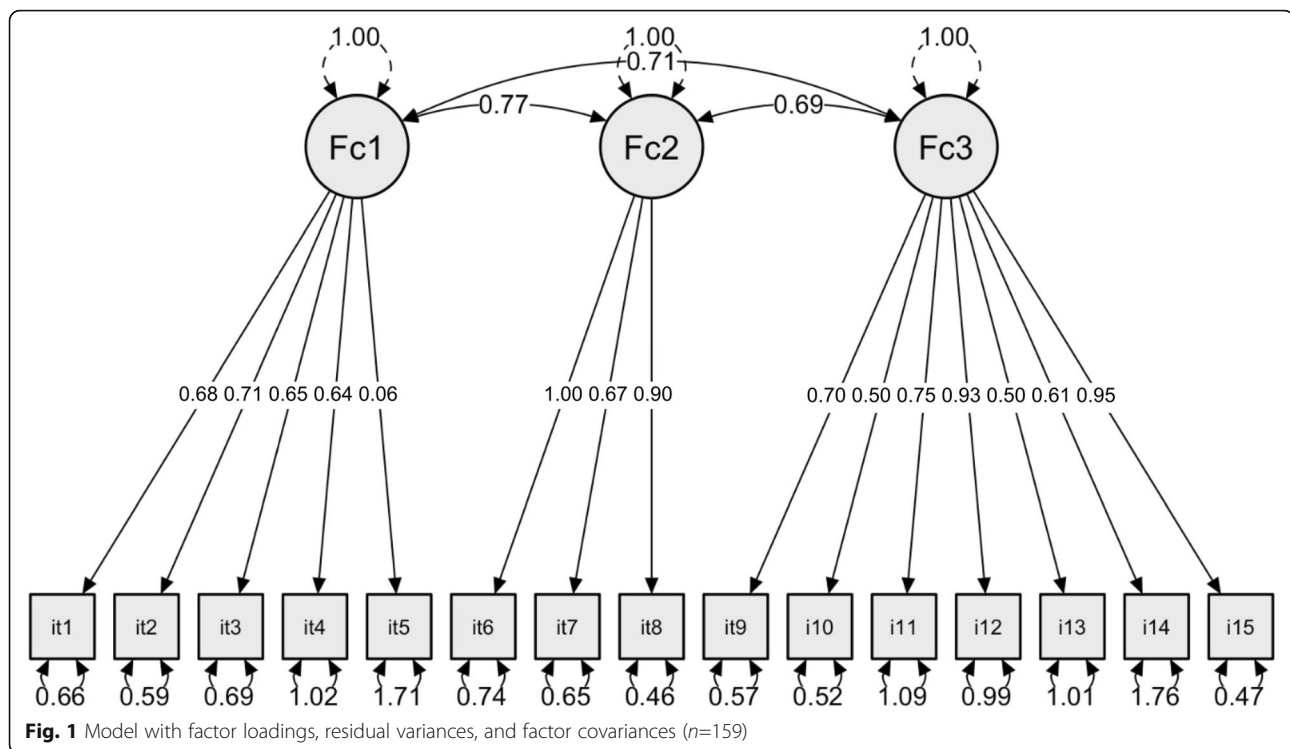 1.00 1.00 1.00
0.71
0.77 0.69
Fc1 Fc2 Fc3
0.68 0.71 0.65 0.64 0.06 1.00 0.67 0.90 0.70 0.50 0.75 0.93 0.50 0.61 0.95
it1 it2 it3 it4 it5 it6 it7 it8 it9 i10 i11 i12 i13 i14 i15
0.66 0.59 0.69 1.02 1.71 0.74 0.65 0.46 0.57 0.52 1.09 0.99 1.01 1.76 0.47
Fig. 1 Model with factor loadings, residual variances, and factor covariances (n=159)